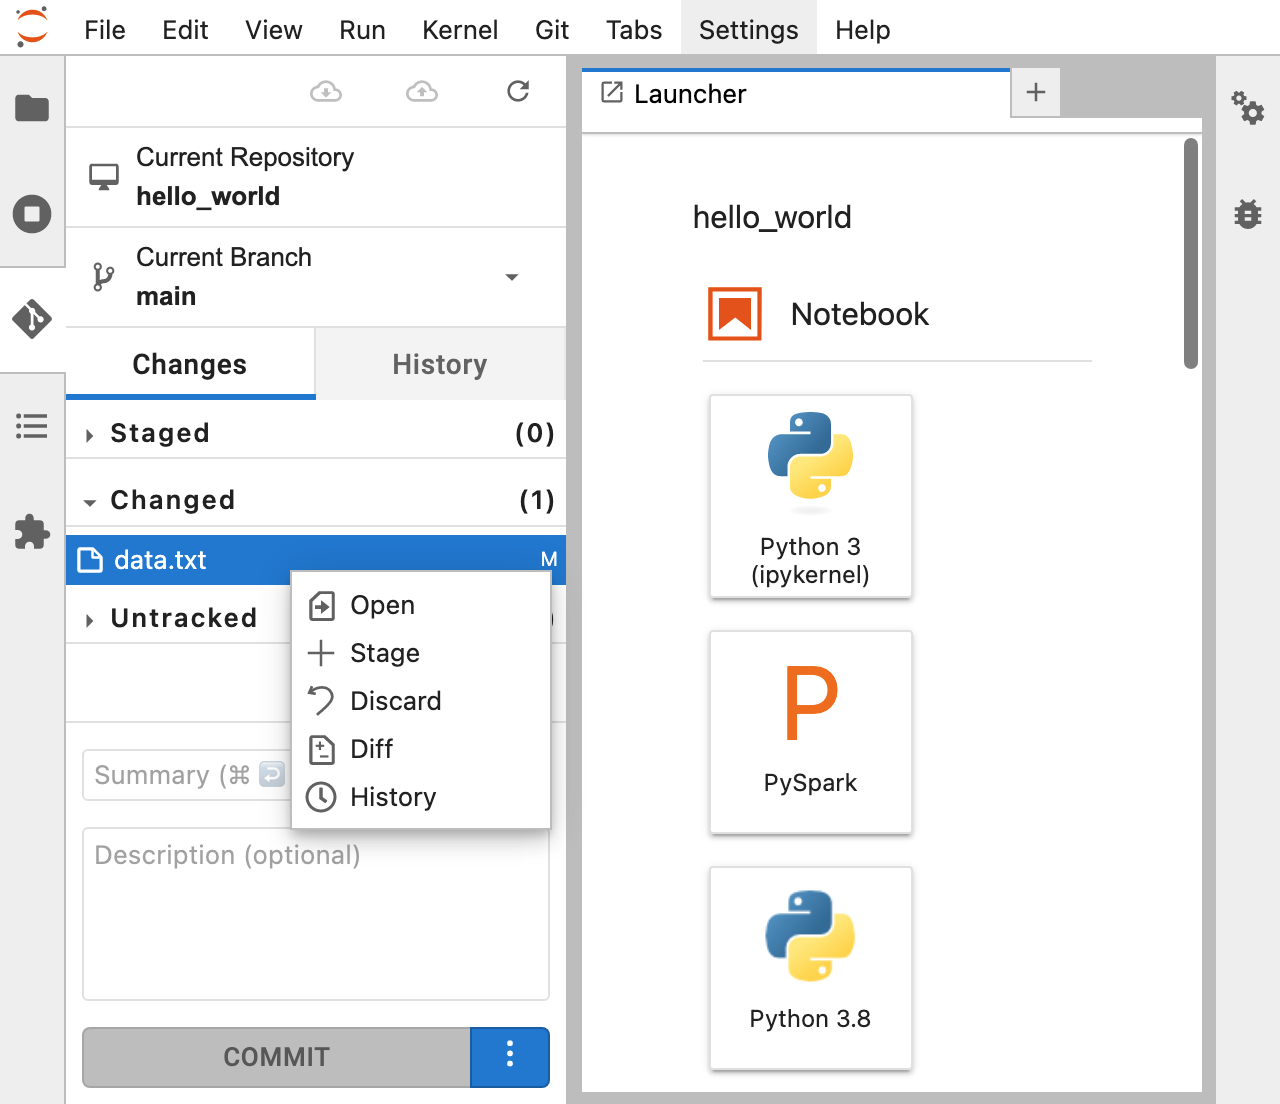 File Edit View Run Kernel Git Tabs Settings Help
Current Repository
hello_world
Current Branch
main
Changes History
Staged (0)
Changed (1)
data.txt M
Untracked
Open
Stage
Discard
Diff
History
Summary (⌘
Description (optional)
COMMIT
Launcher
hello_world
Notebook
Python 3
(ipykernel)
P
PySpark
Python 3.8